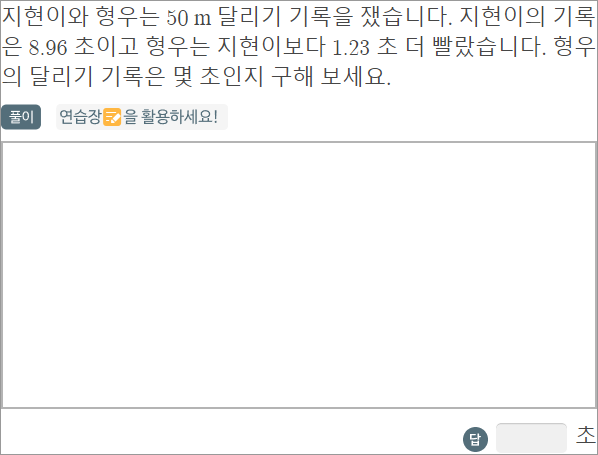 지현이와 형우는 50 m 달리기 기록을 쟀습니다. 지현이의 기록
은 8.96 초이고 형우는 지현이보다 1.23 초 더 빨랐습니다. 형우
의 달리기 기록은 몇 초인지 구해 보세요.
풀이 연습장을 활용하세요!
답 초